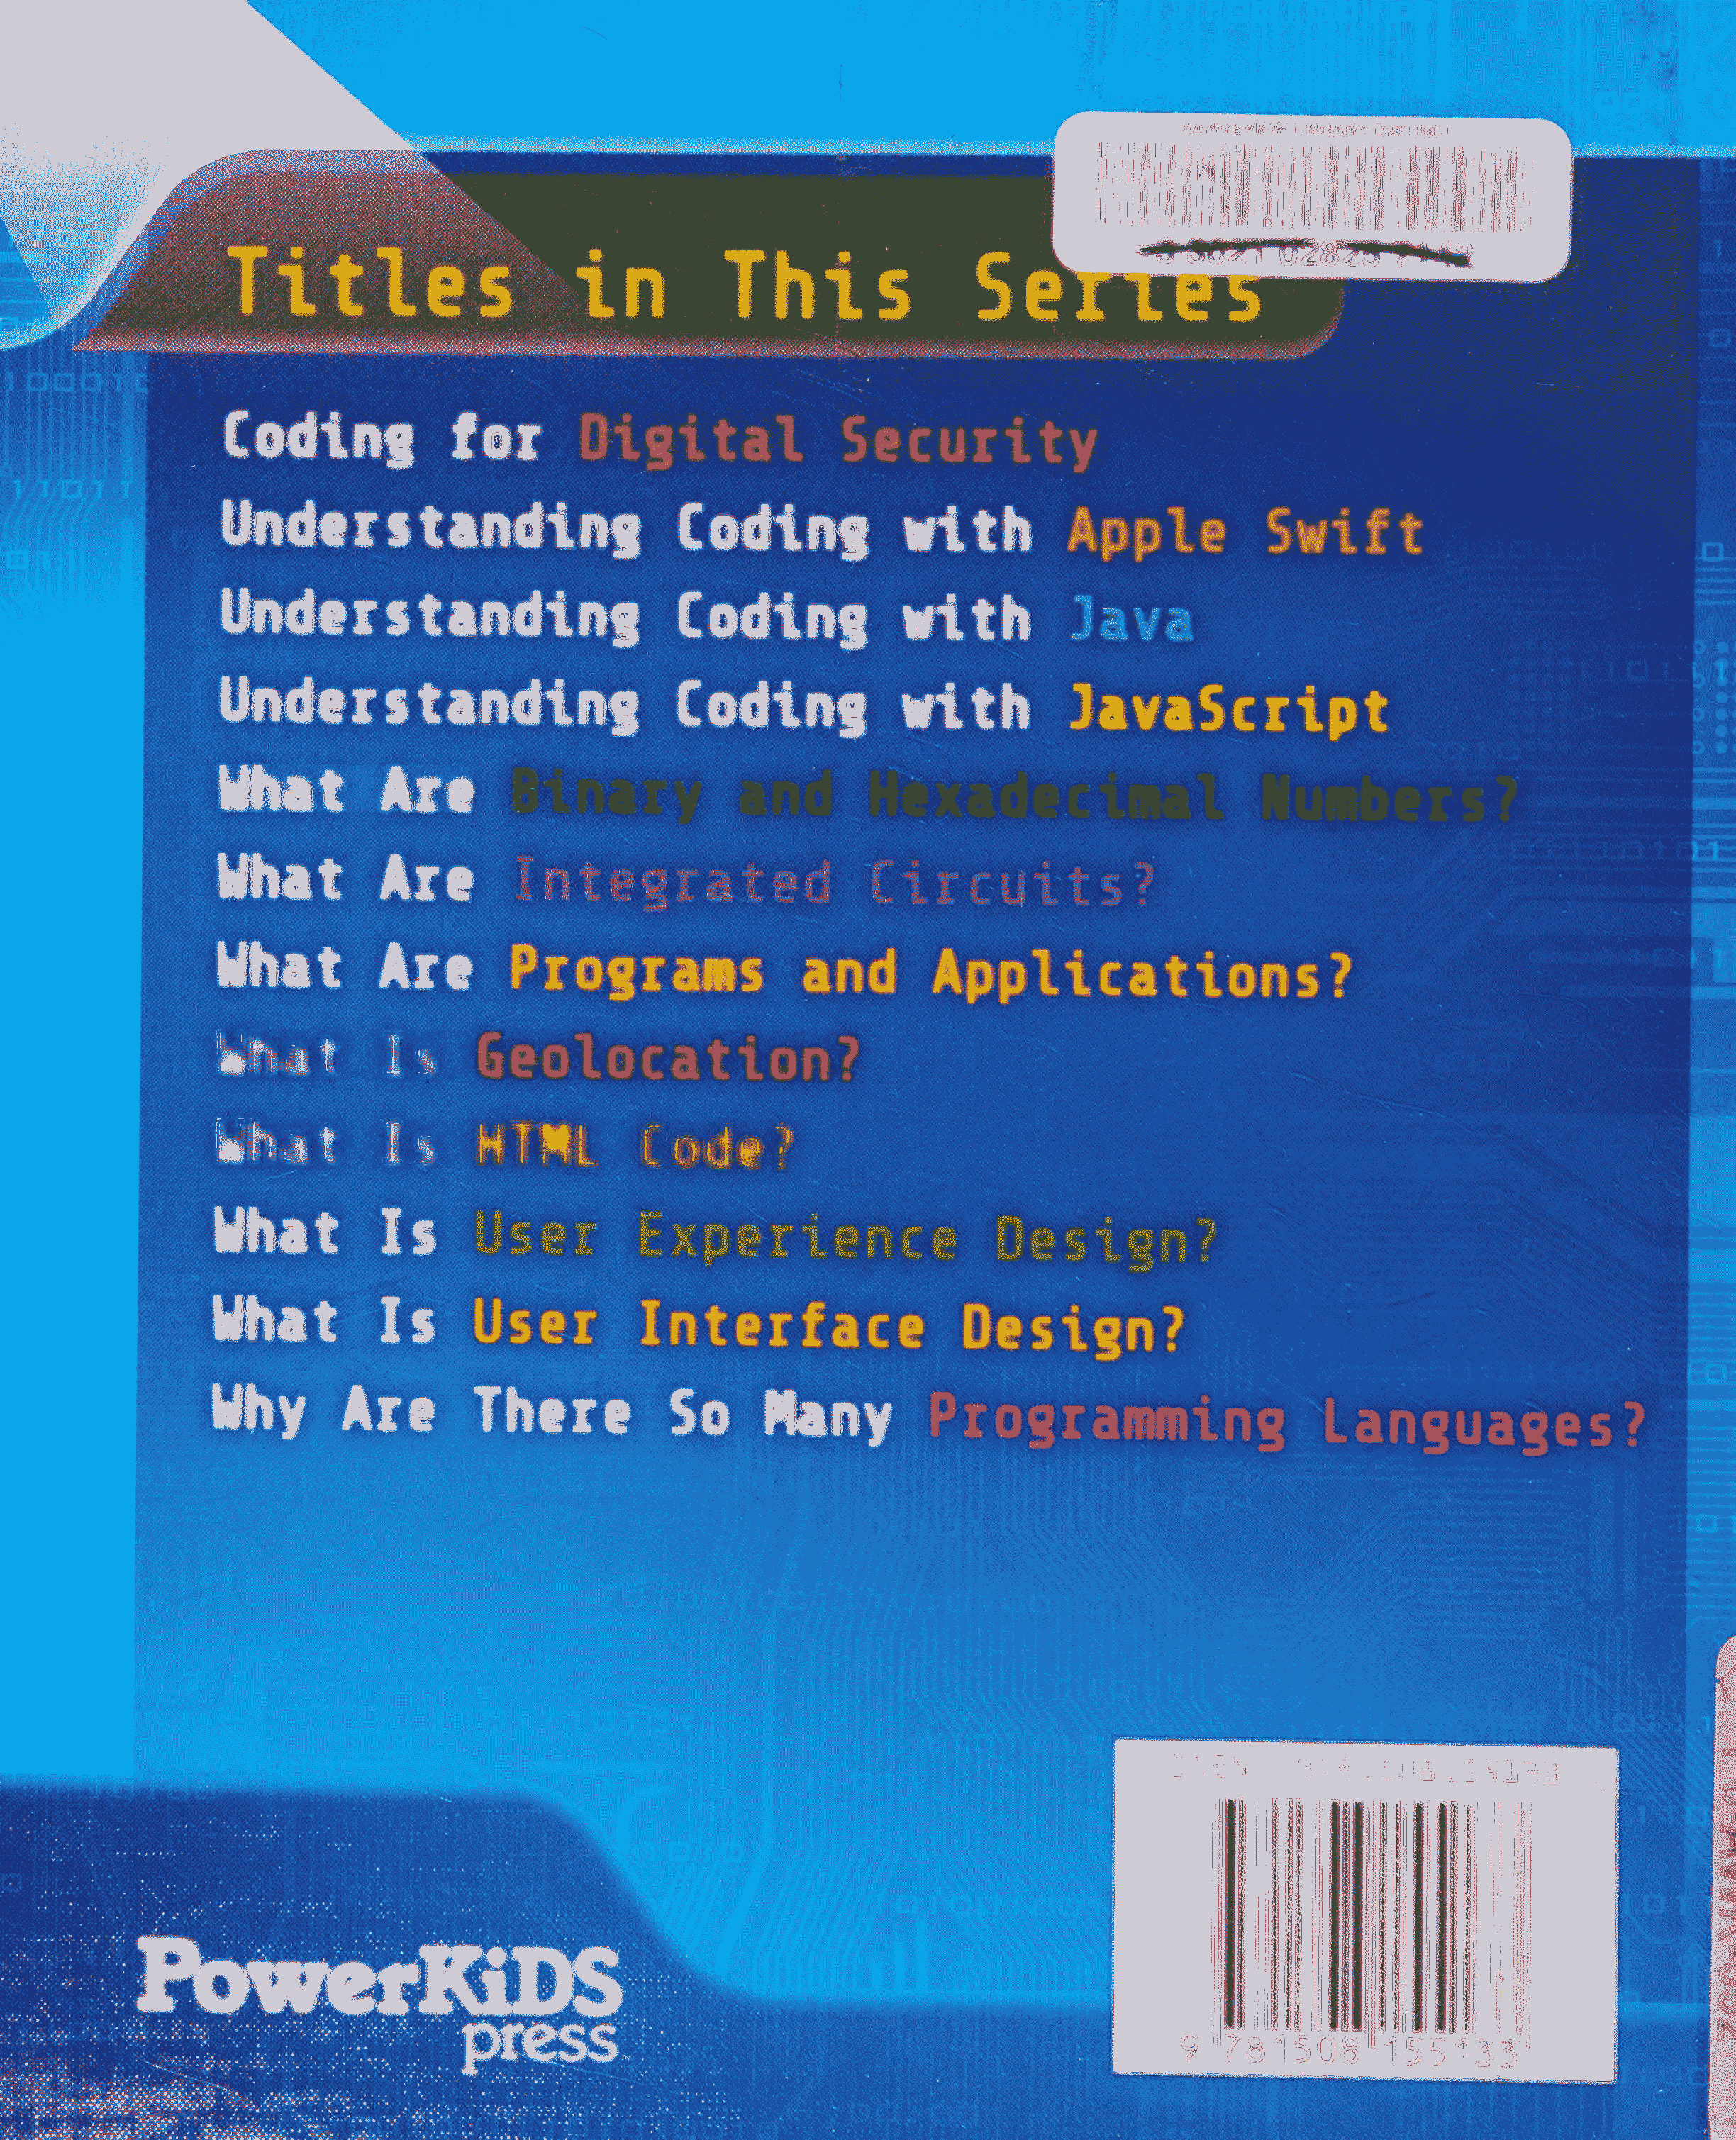 Titles in This Series
Coding for Digital Security
Understanding Coding with Apple Swift
Understanding Coding with Java
Understanding Coding with JavaScript
What Are Binary and Hexadecimal Numbers?
What Are Integrated Circuits?
What Are Programs and Applications?
What Is Geolocation?
What Is HTML Code?
What Is User Experience Design?
What Is User Interface Design?
Why Are There So Many Programming Languages?
PowerKiDS
press
9 781508 155133